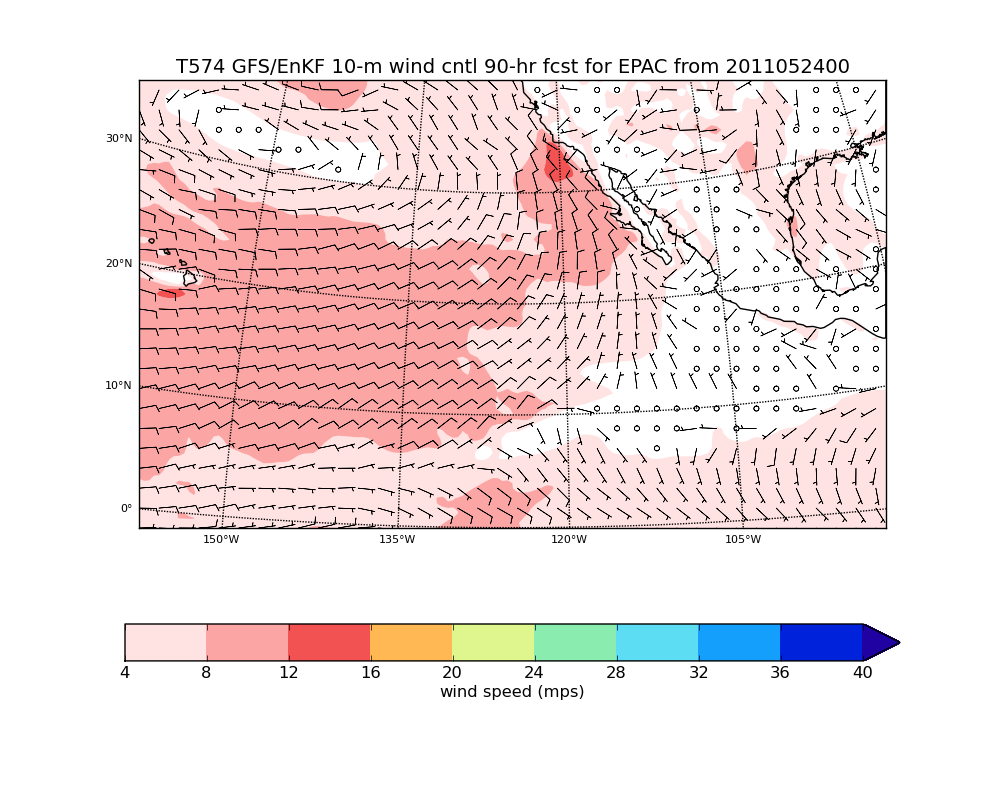 T574 GFS/EnKF 10-m wind cntl 90-hr fcst for EPAC from 2011052400
30°N
20°N
10°N
0°
150°W 135°W 120°W 105°W
4 8 12 16 20 24 28 32 36 40
wind speed (mps)